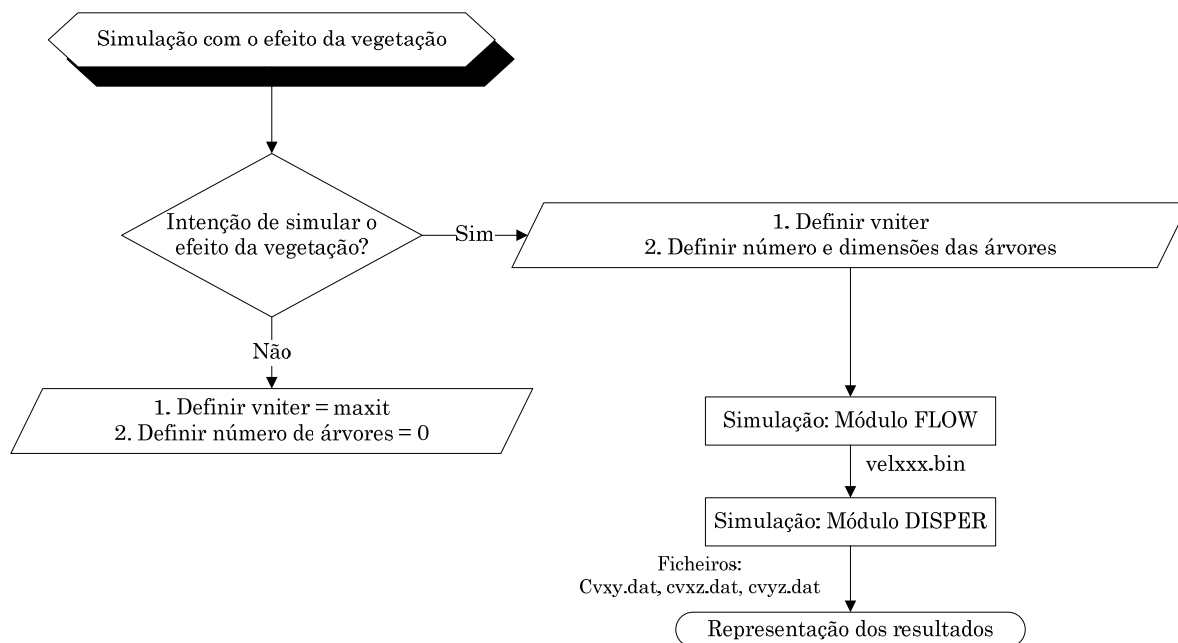 Simulação com o efeito da vegetação
Intenção de simular o
efeito da vegetação?
Sim
1. Definir vniter
2. Definir número e dimensões das árvores
Não
1. Definir vniter = maxit
2. Definir número de árvores = 0
Simulação: Módulo FLOW
velxxx.bin
Simulação: Módulo DISPER
Ficheiros:
Cvxy.dat, cvxz.dat, cvyz.dat
Representação dos resultados